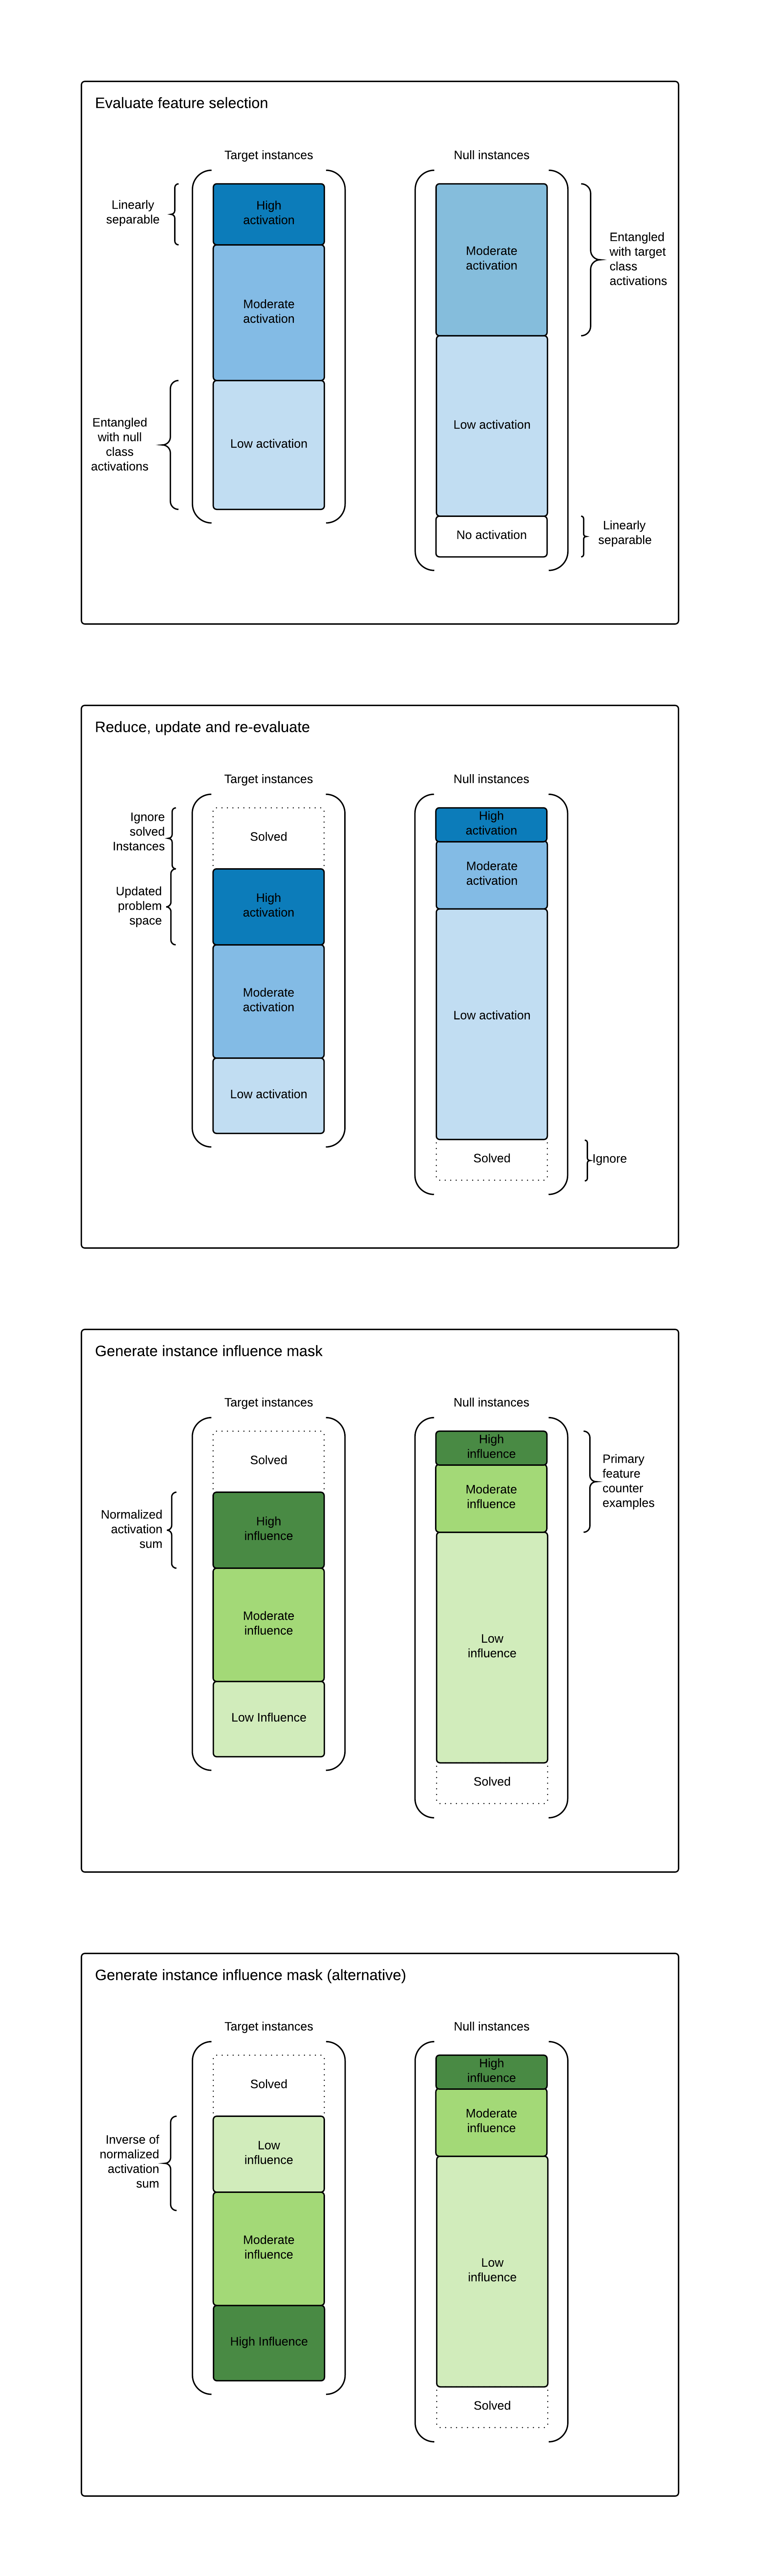 Evaluate feature selection
Target instances
Null instances
Linearly
separable
High
activation
Moderate
activation
Entangled
with null
class
activations
Low activation
Moderate
activation
Entangled
with target
class
activations
Low activation
No activation
Linearly
separable
Reduce, update and re-evaluate
Target instances
Null instances
Ignore
solved
Instances
Solved
Updated
problem
space
High
activation
Moderate
activation
Low activation
High
activation
Moderate
activation
Low activation
Solved
Ignore
Generate instance influence mask
Target instances
Null instances
Solved
Normalized
activation
sum
High
influence
Moderate
influence
Low Influence
High
influence
Moderate
influence
Primary
feature
counter
examples
Low
influence
Solved
Generate instance influence mask (alternative)
Target instances
Null instances
Solved
Inverse of
normalized
activation
sum
Low
influence
Moderate
influence
High Influence
High
influence
Moderate
influence
Low
influence
Solved